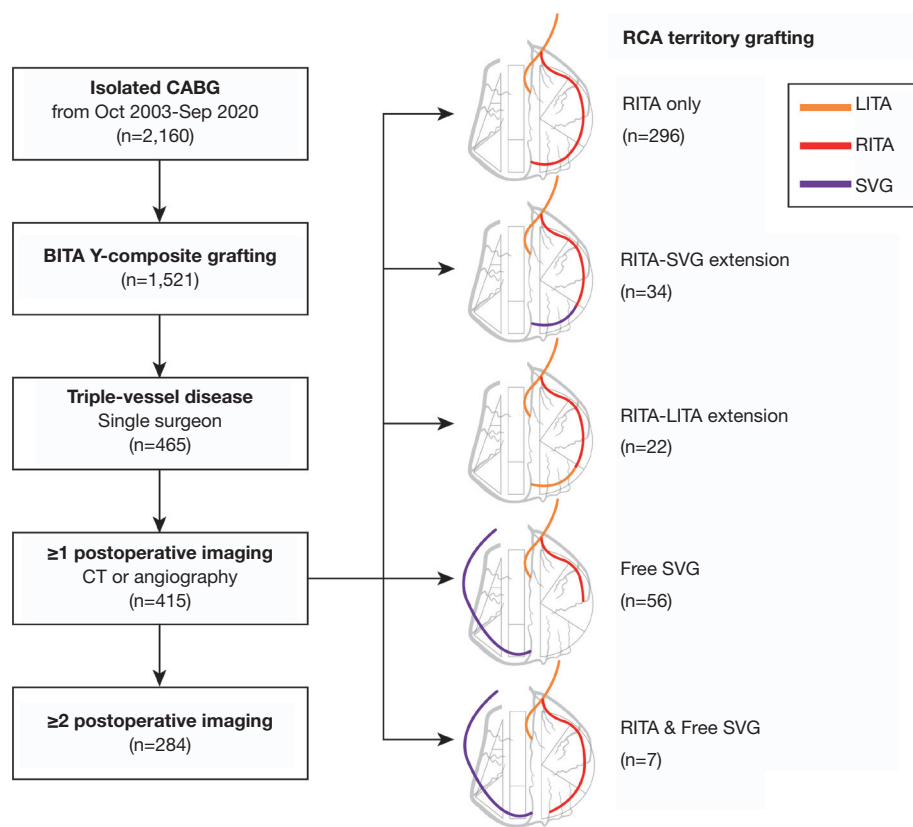 Isolated CABG
from Oct 2003-Sep 2020
(n=2,160)
BITA Y-composite grafting
(n=1,521)
Triple-vessel disease
Single surgeon
(n=465)
≥1 postoperative imaging
CT or angiography
(n=415)
≥2 postoperative imaging
(n=284)
RCA territory grafting
RITA only
(n=296)
RITA-SVG extension
(n=34)
RITA-LITA extension
(n=22)
Free SVG
(n=56)
RITA & Free SVG
(n=7)
LITA
RITA
SVG